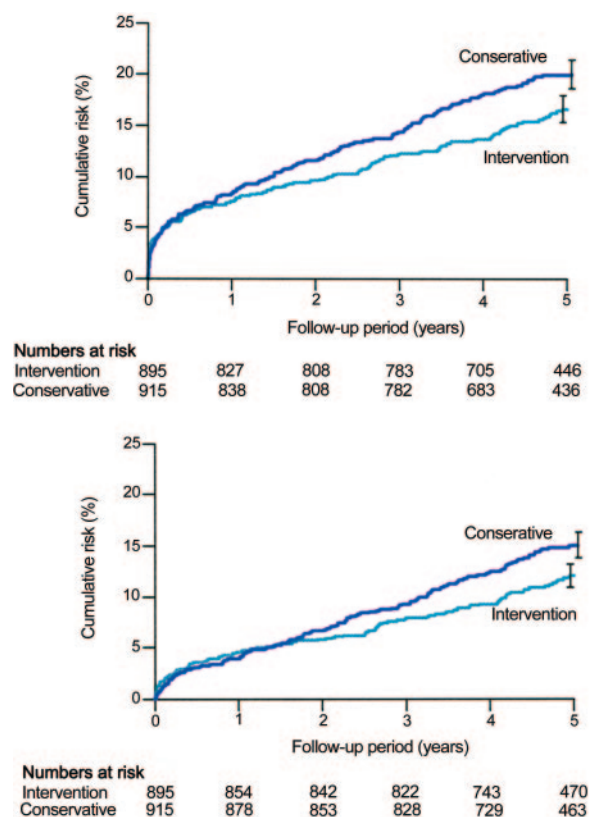 25
20
15
10
5
0
Cumulative risk (%)
Conserative
Intervention
0 1 2 3 4 5
Follow-up period (years)
Numbers at risk
Intervention 895 827 808 783 705 446
Conservative 915 838 808 782 683 436
25
20
15
10
5
0
Cumulative risk (%)
Conserative
Intervention
0 1 2 3 4 5
Follow-up period (years)
Numbers at risk
Intervention 895 854 842 822 743 470
Conservative 915 878 853 828 729 463